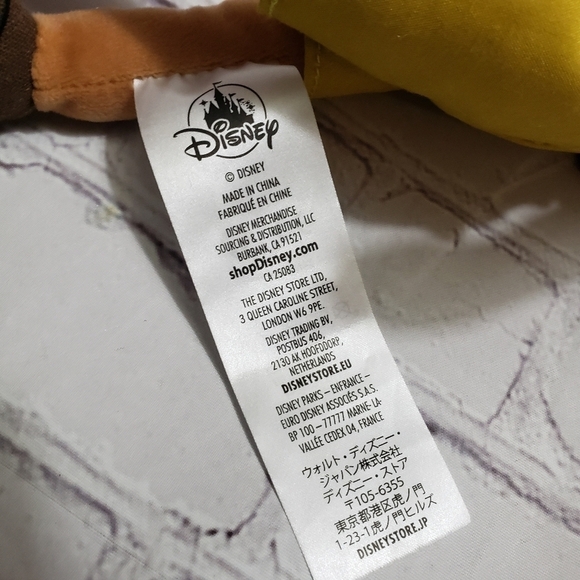 Disney
© DISNEY
MADE IN CHINA
FABRIQUÉ EN CHINE
DISNEY MERCHANDISE
SOURCING & DISTRIBUTION, LLC
BURBANK, CA 91521
shopDisney.com
CA 25083
THE DISNEY STORE LTD,
3 QUEEN CAROLINE STREET,
LONDON W6 9PE.
DISNEY TRADING BV,
POSTBUS 406,
2130 AK HOOFDDORP,
NETHERLANDS
DISNEYSTORE.EU
DISNEY PARKS – ENFRANCE –
EURO DISNEY ASSOCIÉS S.A.S.
BP 100 – 77777 MARNE-LA-
VALLÉE CEDEX 04, FRANCE
ウォルト・ディズニー・
ジャパン株式会社
ディズニー・ストア
〒105-6355
東京都港区虎ノ門
1-23-1虎ノ門ヒルズ
DISNEYSTORE.JP